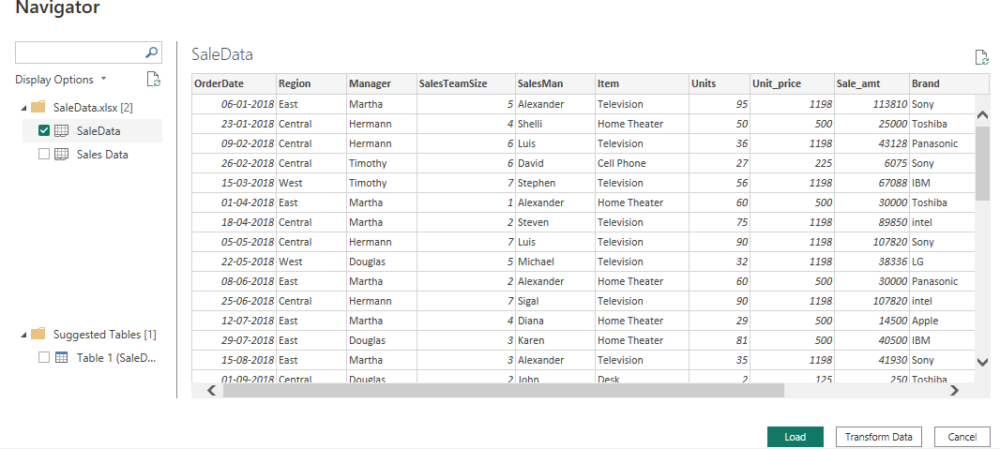 Navigator
Display Options
SaleData.xlsx [2]
SaleData
Sales Data
Suggested Tables [1]
Table 1 (SaleD...
SaleData
OrderDate Region Manager SalesTeamSize SalesMan Item Units Unit_price Sale_amt Brand
06-01-2018 East Martha 5 Alexander Television 95 1198 113810 Sony
23-01-2018 Central Hermann 4 Shelli Home Theater 50 500 25000 Toshiba
09-02-2018 Central Hermann 6 Luis Television 36 1198 43128 Panasonic
26-02-2018 Central Timothy 6 David Cell Phone 27 225 6075 Sony
15-03-2018 West Timothy 7 Stephen Television 56 1198 67088 IBM
01-04-2018 East Martha 1 Alexander Home Theater 60 500 30000 Toshiba
18-04-2018 Central Martha 2 Steven Television 75 1198 89850 intel
05-05-2018 Central Hermann 7 Luis Television 90 1198 107820 Sony
22-05-2018 West Douglas 5 Michael Television 32 1198 38336 LG
08-06-2018 East Martha 2 Alexander Home Theater 60 500 30000 Panasonic
25-06-2018 Central Hermann 7 Sigal Television 90 1198 107820 intel
12-07-2018 East Martha 4 Diana Home Theater 29 500 14500 Apple
29-07-2018 East Douglas 3 Karen Home Theater 81 500 40500 IBM
15-08-2018 East Martha 3 Alexander Television 35 1198 41930 Sony
01-09-2018 Central Douglas 2 John Desk 2 125 250 Toshiba
Load Transform Data Cancel